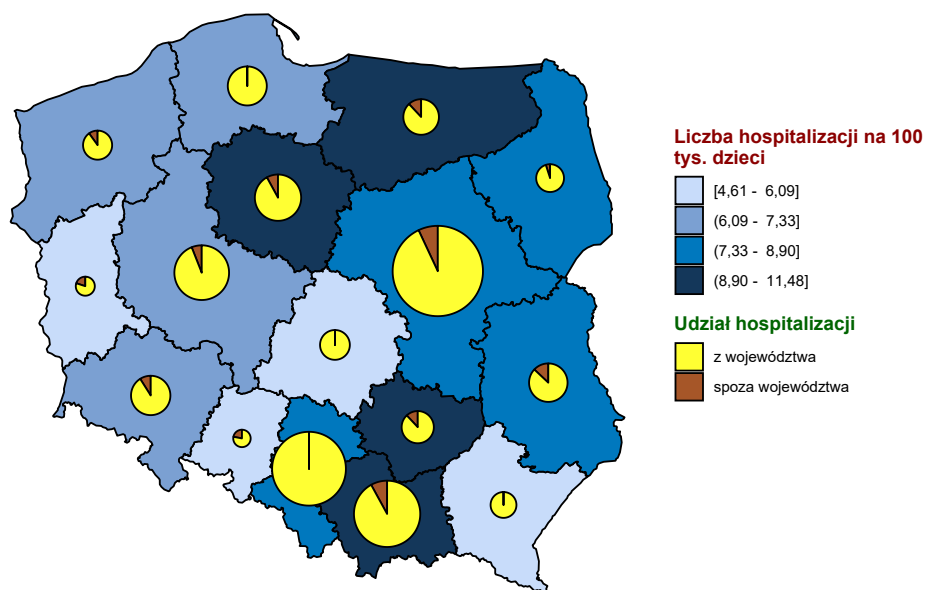 Liczba hospitalizacji na 100
tys. dzieci
[4,61 - 6,09]
(6,09 - 7,33]
(7,33 - 8,90]
(8,90 - 11,48]
Udział hospitalizacji
z województwa
spoza województwa